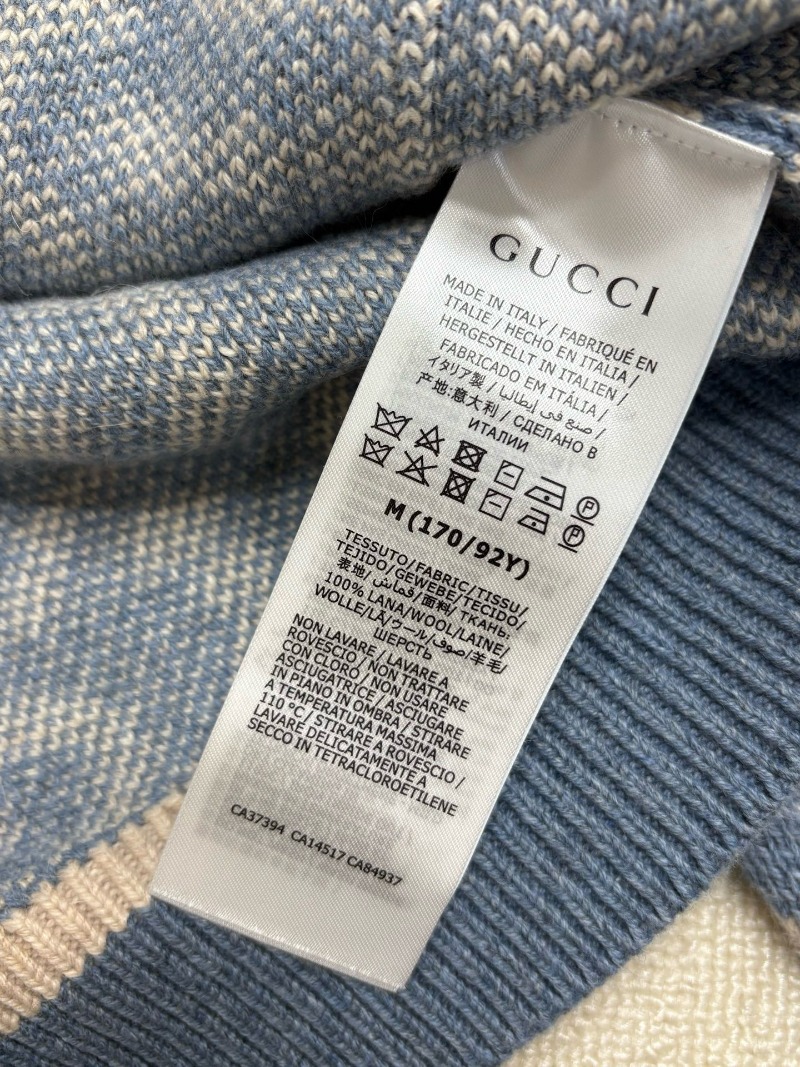 GUCCI
MADE IN ITALY / FABRIQUÉ EN
ITALIE / HECHO EN ITALIA /
HERGESTELLT IN ITALIEN /
FABRICADO EM ITÁLIA /
イタリア製 / صنع في إيطاليا /
产地:意大利 / СДЕЛАНО В
ИТАЛИИ
M (170/92Y)
TESSUTO/FABRIC/TISSU/
TEJIDO/GEWEBE/TECIDO/
表地/ قماش/面料/ ТКАНЬ:
100% LANA/WOOL/LAINE/
WOLLE/LÃ/ウール/صوف/羊毛/
ШЕРСТЬ
NON LAVARE / LAVARE A
ROVESCIO / NON TRATTARE
CON CLORO / NON USARE
ASCIUGATRICE / ASCIUGARE
IN PIANO IN OMBRA / STIRARE
A TEMPERATURA MASSIMA
110 °C / STIRARE A ROVESCIO /
LAVARE DELICATAMENTE A
SECCO IN TETRACLOROETILENE
CA37394 CA14517 CA84937